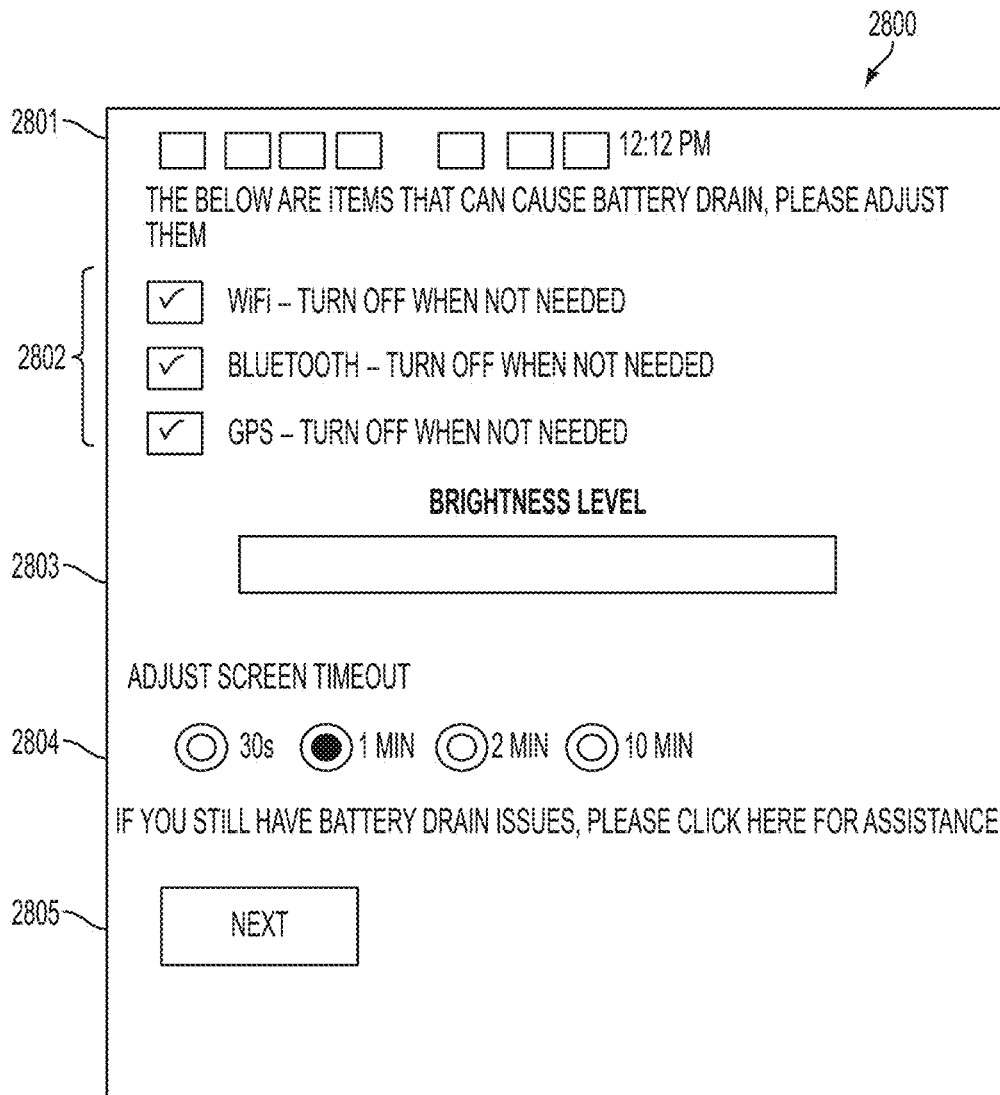 2800
2801
12:12 PM
THE BELOW ARE ITEMS THAT CAN CAUSE BATTERY DRAIN, PLEASE ADJUST
THEM
2802
WiFi – TURN OFF WHEN NOT NEEDED
BLUETOOTH – TURN OFF WHEN NOT NEEDED
GPS – TURN OFF WHEN NOT NEEDED
BRIGHTNESS LEVEL
2803
ADJUST SCREEN TIMEOUT
2804
30s 1 MIN 2 MIN 10 MIN
IF YOU STILL HAVE BATTERY DRAIN ISSUES, PLEASE CLICK HERE FOR ASSISTANCE
2805
NEXT